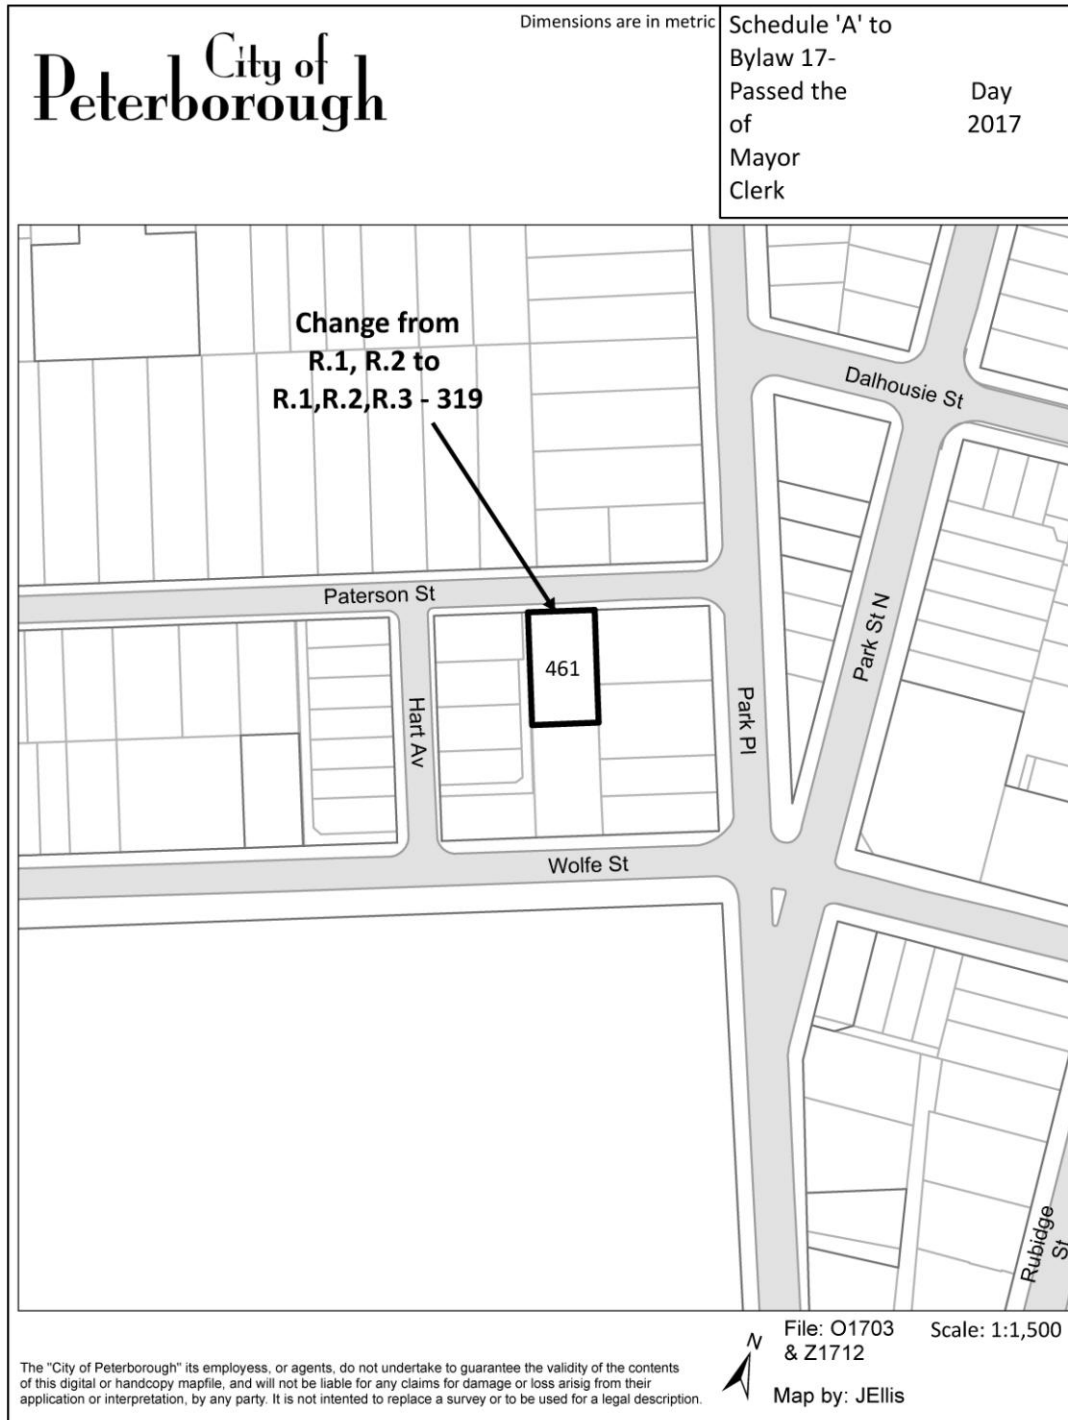 City of
Peterborough
Dimensions are in metric
Schedule 'A' to
Bylaw 17-
Passed the Day
of 2017
Mayor
Clerk
Change from
R.1, R.2 to
R.1,R.2,R.3 - 319
Dalhousie St
Paterson St
Park St N
461
Hart Av
Park Pl
Wolfe St
Rubidge
St
N
File: O1703
& Z1712
Scale: 1:1,500
Map by: JEllis
The "City of Peterborough" its employess, or agents, do not undertake to guarantee the validity of the contents
of this digital or handcopy mapfile, and will not be liable for any claims for damage or loss arisig from their
application or interpretation, by any party. It is not intended to replace a survey or to be used for a legal description.